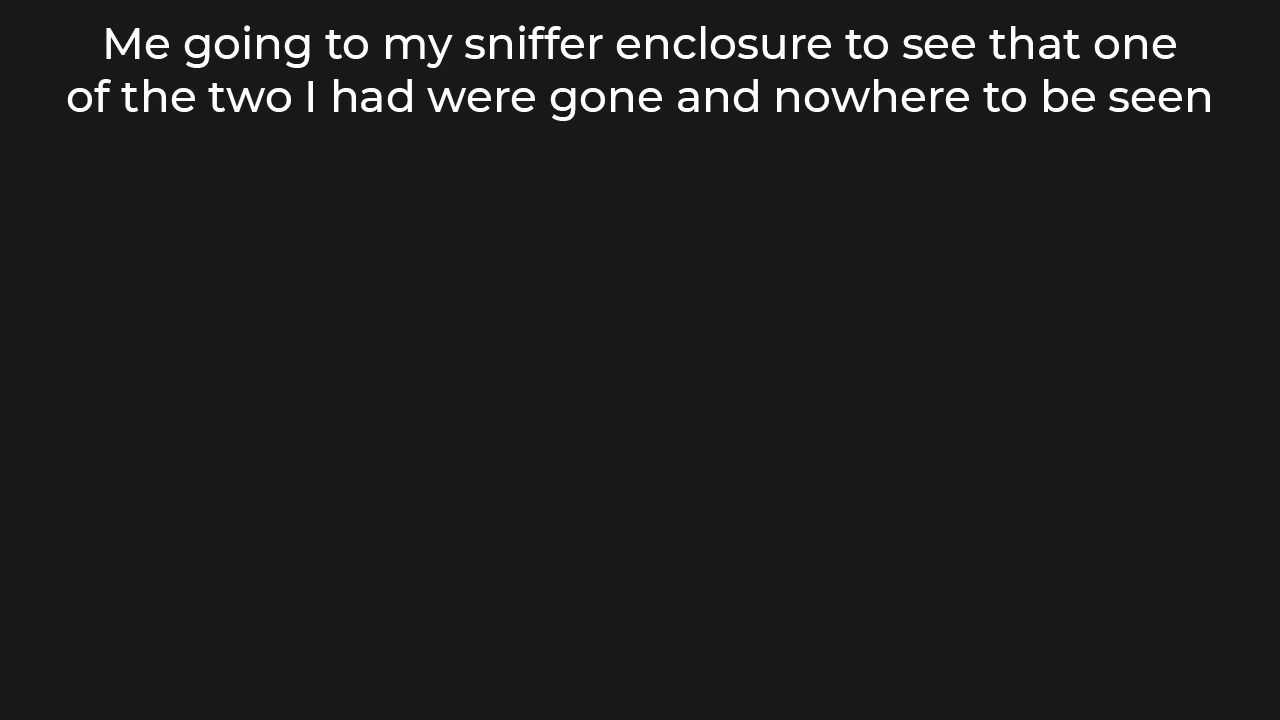 Me going to my sniffer enclosure to see that one
of the two I had were gone and nowhere to be seen